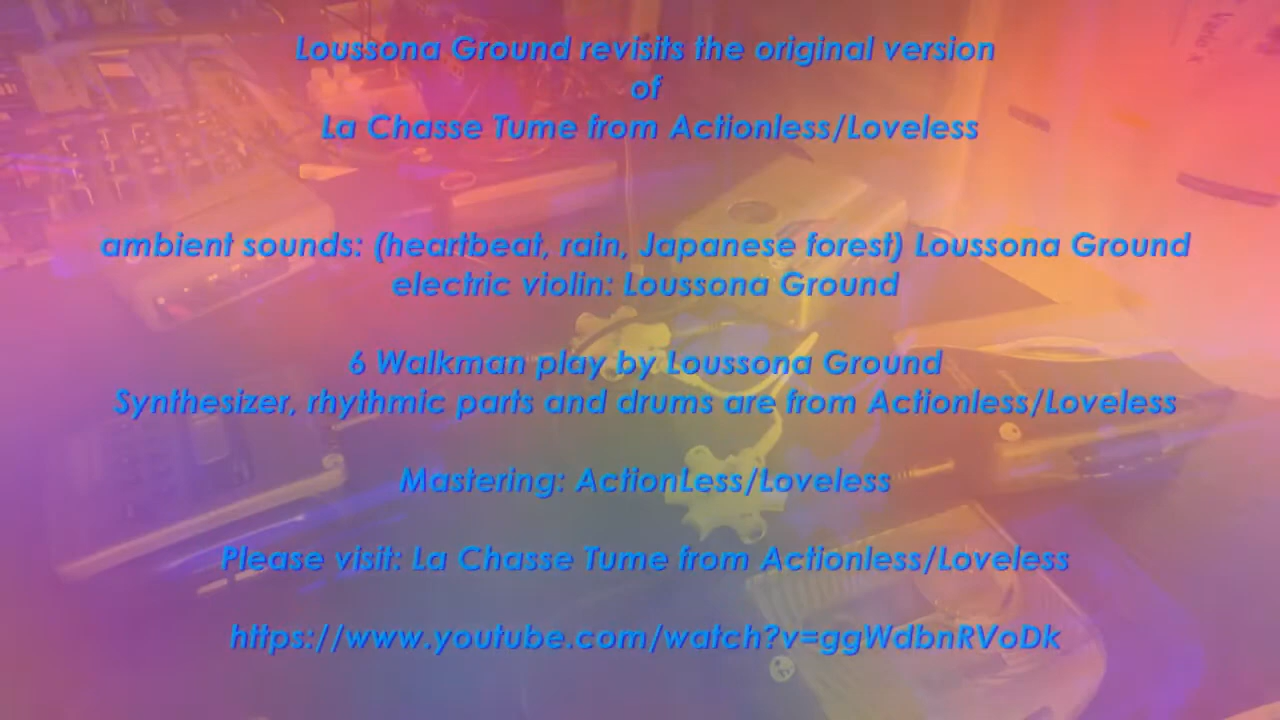 Loussona Ground revisits the original version
of
La Chasse Tume from Actionless/Loveless
ambient sounds: (heartbeat, rain, Japanese forest) Loussona Ground
electric violin: Loussona Ground
6 Walkman play by Loussona Ground
Synthesizer, rhythmic parts and drums are from Actionless/Loveless
Mastering: ActionLess/Loveless
Please visit: La Chasse Tume from Actionless/Loveless
https://www.youtube.com/watch?v=ggWdbnRVoDk